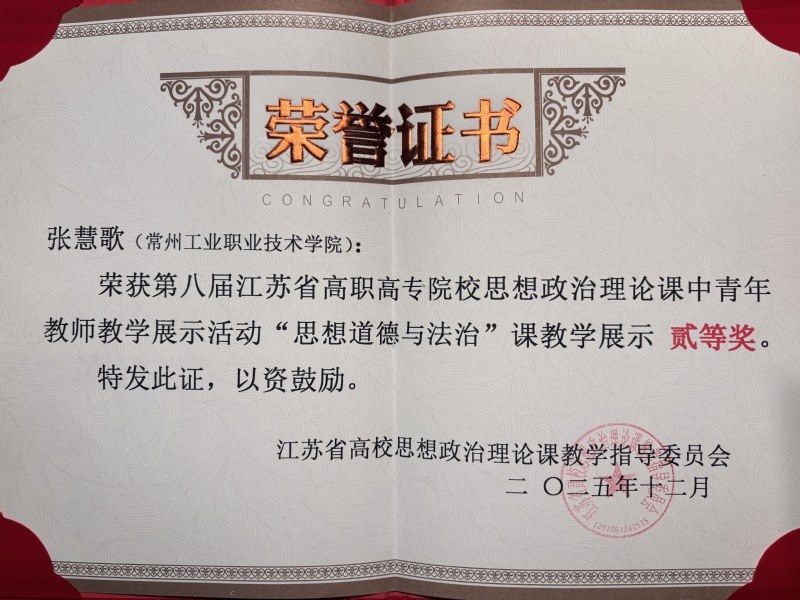 荣誉证书
CONGRATULATION
张慧歌（常州工业职业技术学院）：
荣获第八届江苏省高职高专院校思想政治理论课中青年
教师教学展示活动“思想道德与法治”课教学展示 贰等奖。
特发此证，以资鼓励。
江苏省高校思想政治理论课教学指导委员会
二〇二五年十二月